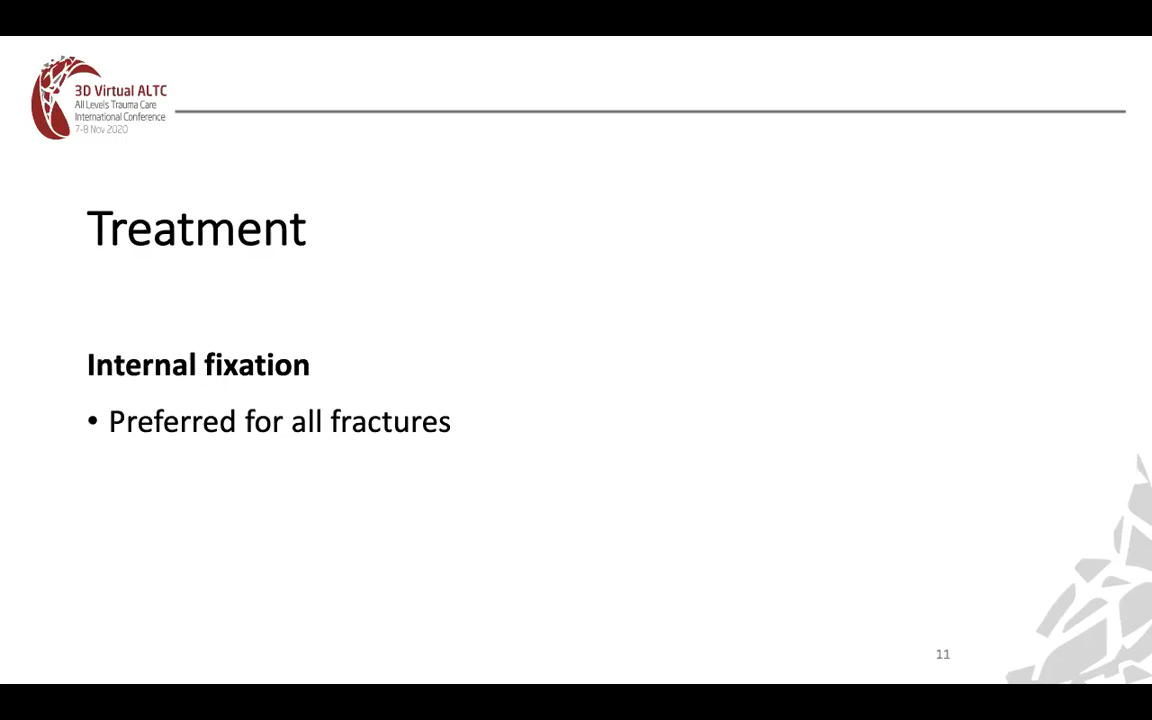 3D Virtual ALTC
All Levels Trauma Care
International Conference
7-8 Nov 2020
Treatment
Internal fixation
• Preferred for all fractures
11